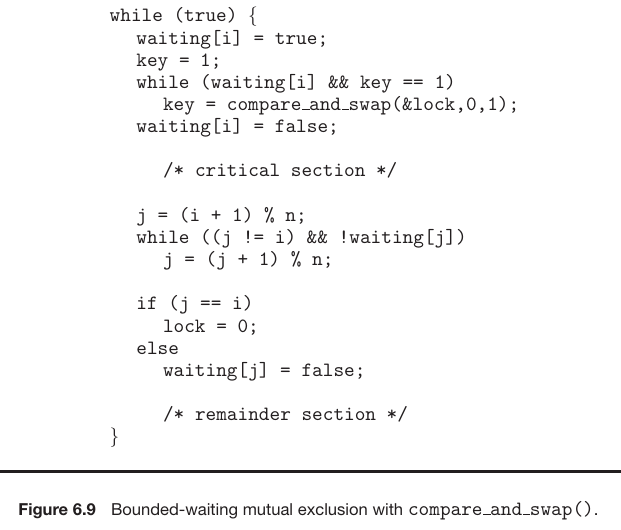 while (true) {
waiting[i] = true;
key = 1;
while (waiting[i] && key == 1)
key = compare_and_swap(&lock,0,1);
waiting[i] = false;
/* critical section */
j = (i + 1) % n;
while ((j != i) && !waiting[j])
j = (j + 1) % n;
if (j == i)
lock = 0;
else
waiting[j] = false;
/* remainder section */
}
Figure 6.9 Bounded-waiting mutual exclusion with compare_and_swap().